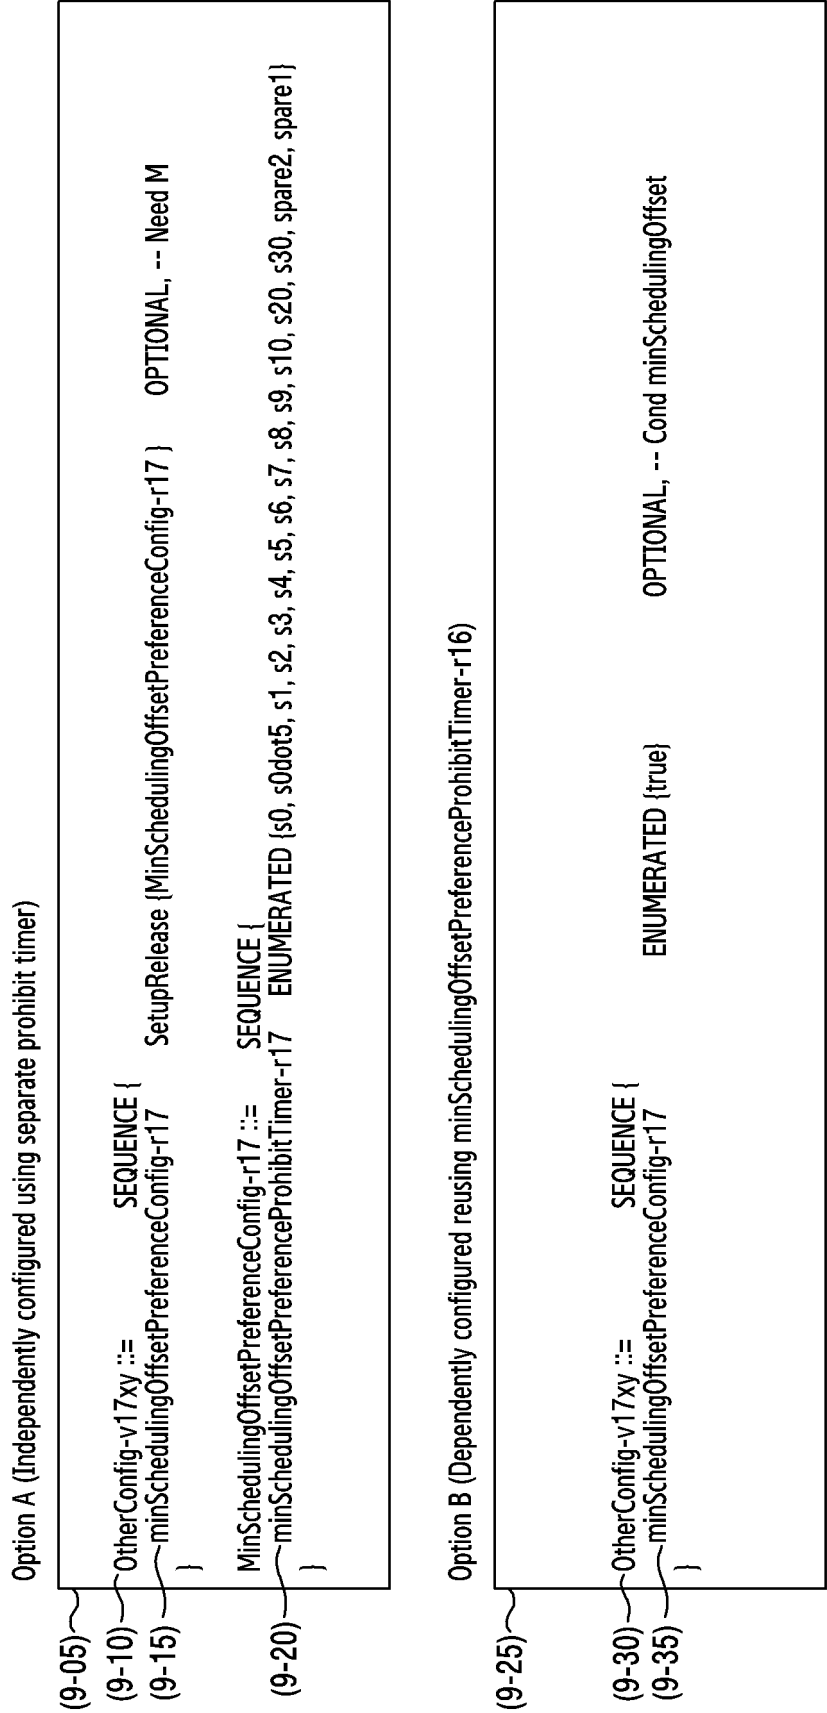 Option A (Independently configured using separate prohibit timer)
(9-05)
(9-10) OtherConfig-v17xy ::= SEQUENCE {
(9-15) minSchedulingOffsetPreferenceConfig-r17 SetupRelease {MinSchedulingOffsetPreferenceConfig-r17 } OPTIONAL, -- Need M
}
MinSchedulingOffsetPreferenceConfig-r17 ::= SEQUENCE {
(9-20) minSchedulingOffsetPreferenceProhibitTimer-r17 ENUMERATED {s0, s0dot5, s1, s2, s3, s4, s5, s6, s7, s8, s9, s10, s20, s30, spare2, spare1}
}
Option B (Dependently configured reusing minSchedulingOffsetPreferenceProhibitTimer-r16)
(9-25)
(9-30) OtherConfig-v17xy ::= SEQUENCE {
(9-35) minSchedulingOffsetPreferenceConfig-r17 ENUMERATED {true} OPTIONAL, -- Cond minSchedulingOffset
}